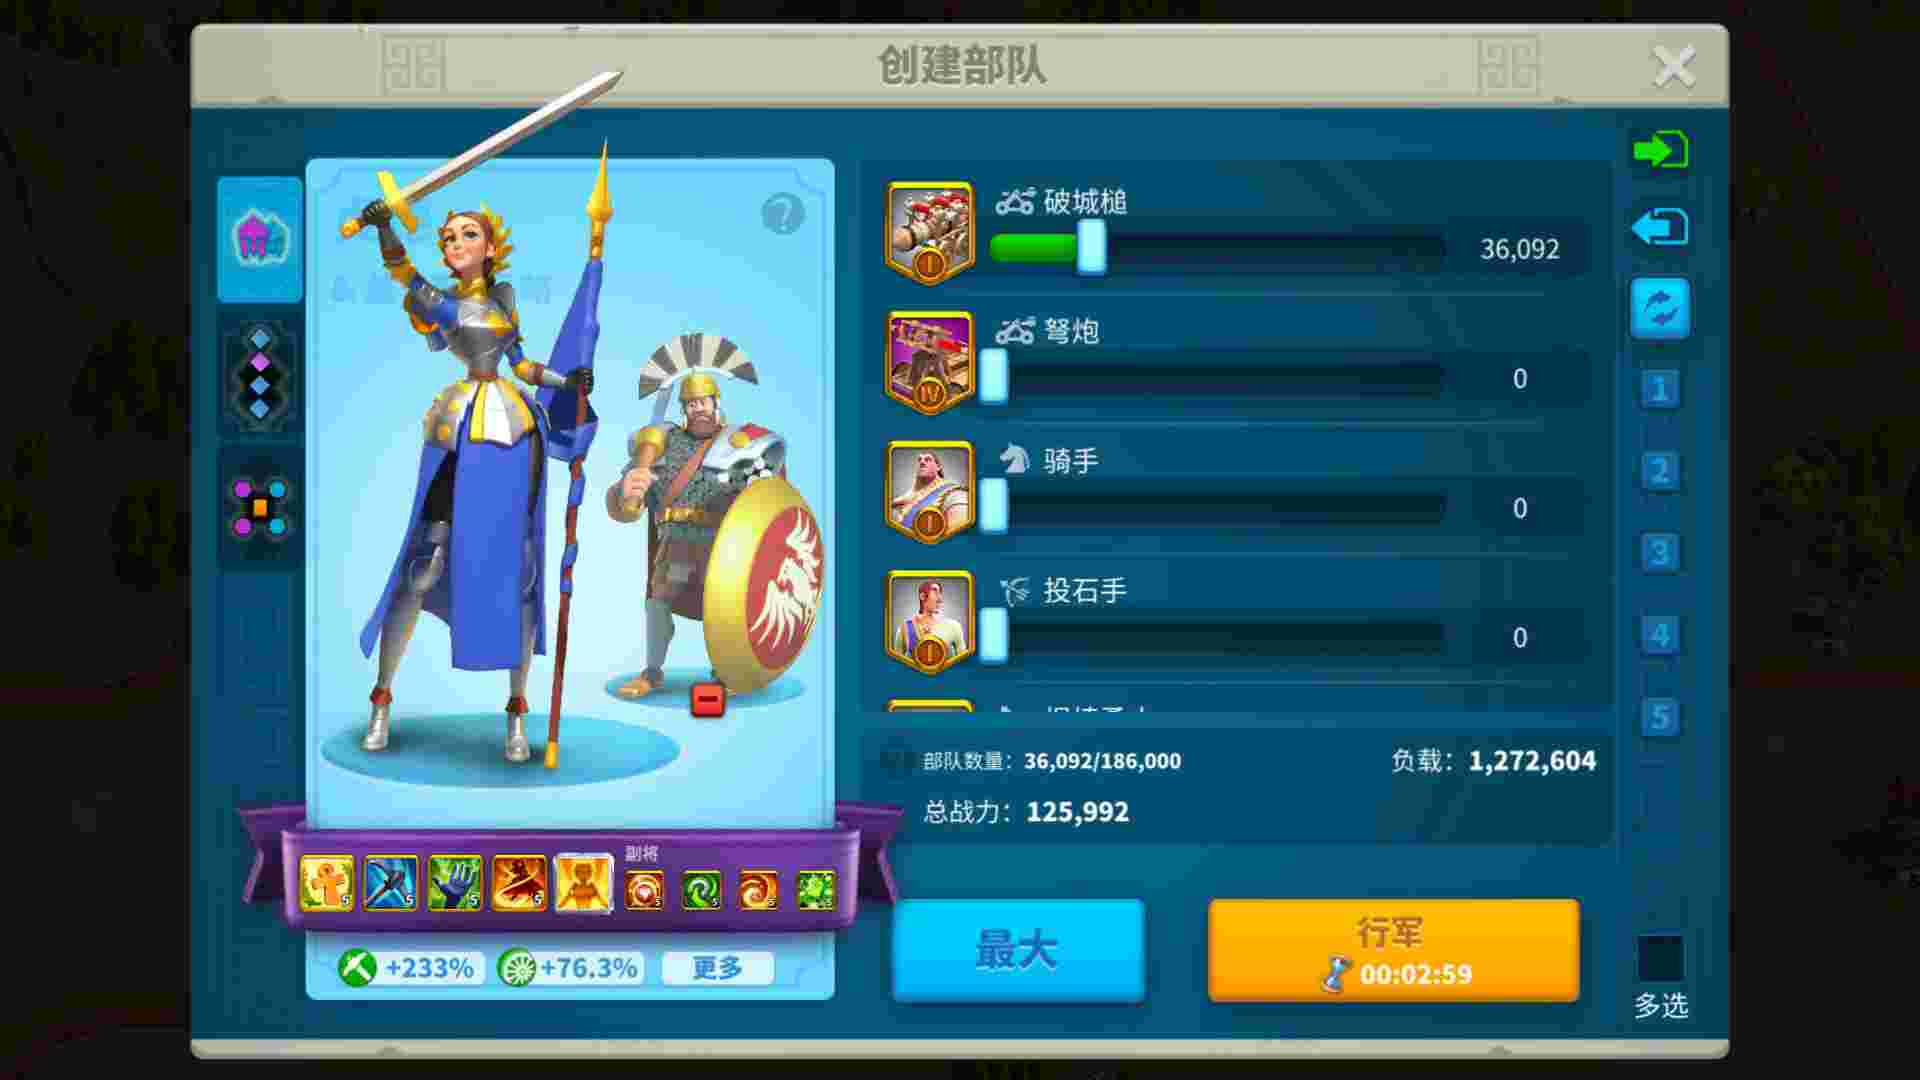 创建部队
破城槌
36,092
弩炮
0
骑手
0
投石手
0
1
2
3
4
5
部队数量: 36,092/186,000
负载: 1,272,604
总战力: 125,992
副将
+233%
+76.3%
更多
最大
行军
00:02:59
多选